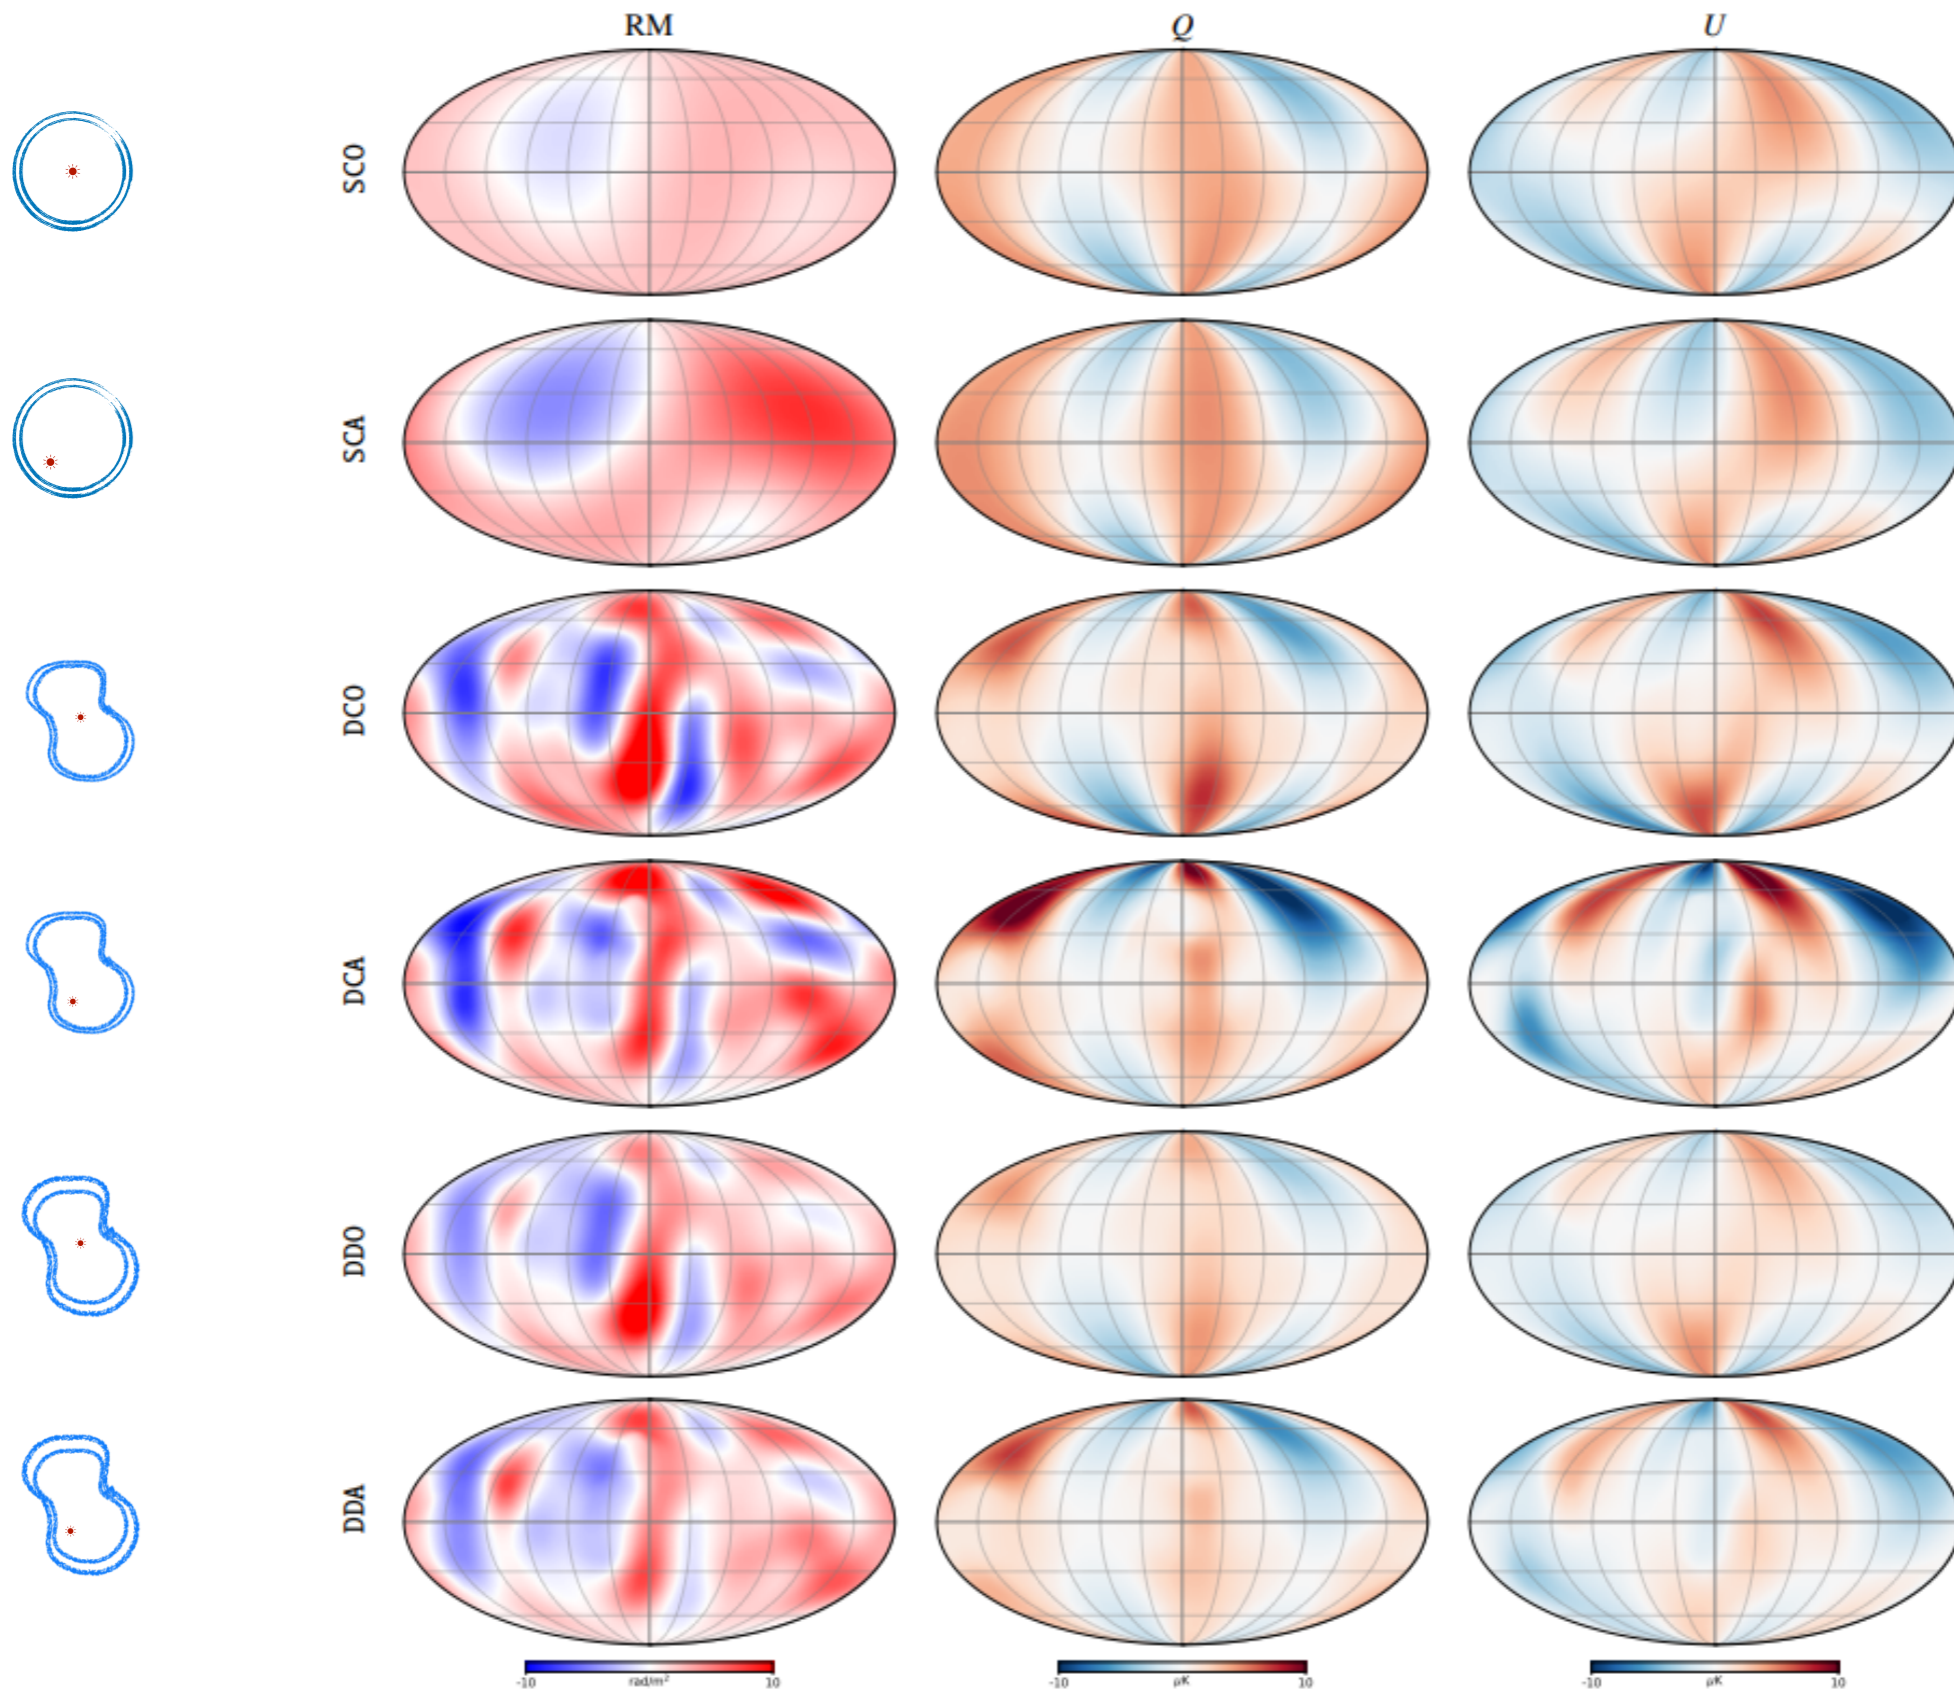 RM Q U
SCO
SCA
DCO
DCA
DDO
DDA
-10 rad/m² 10 -10 μK 10 -10 μK 10